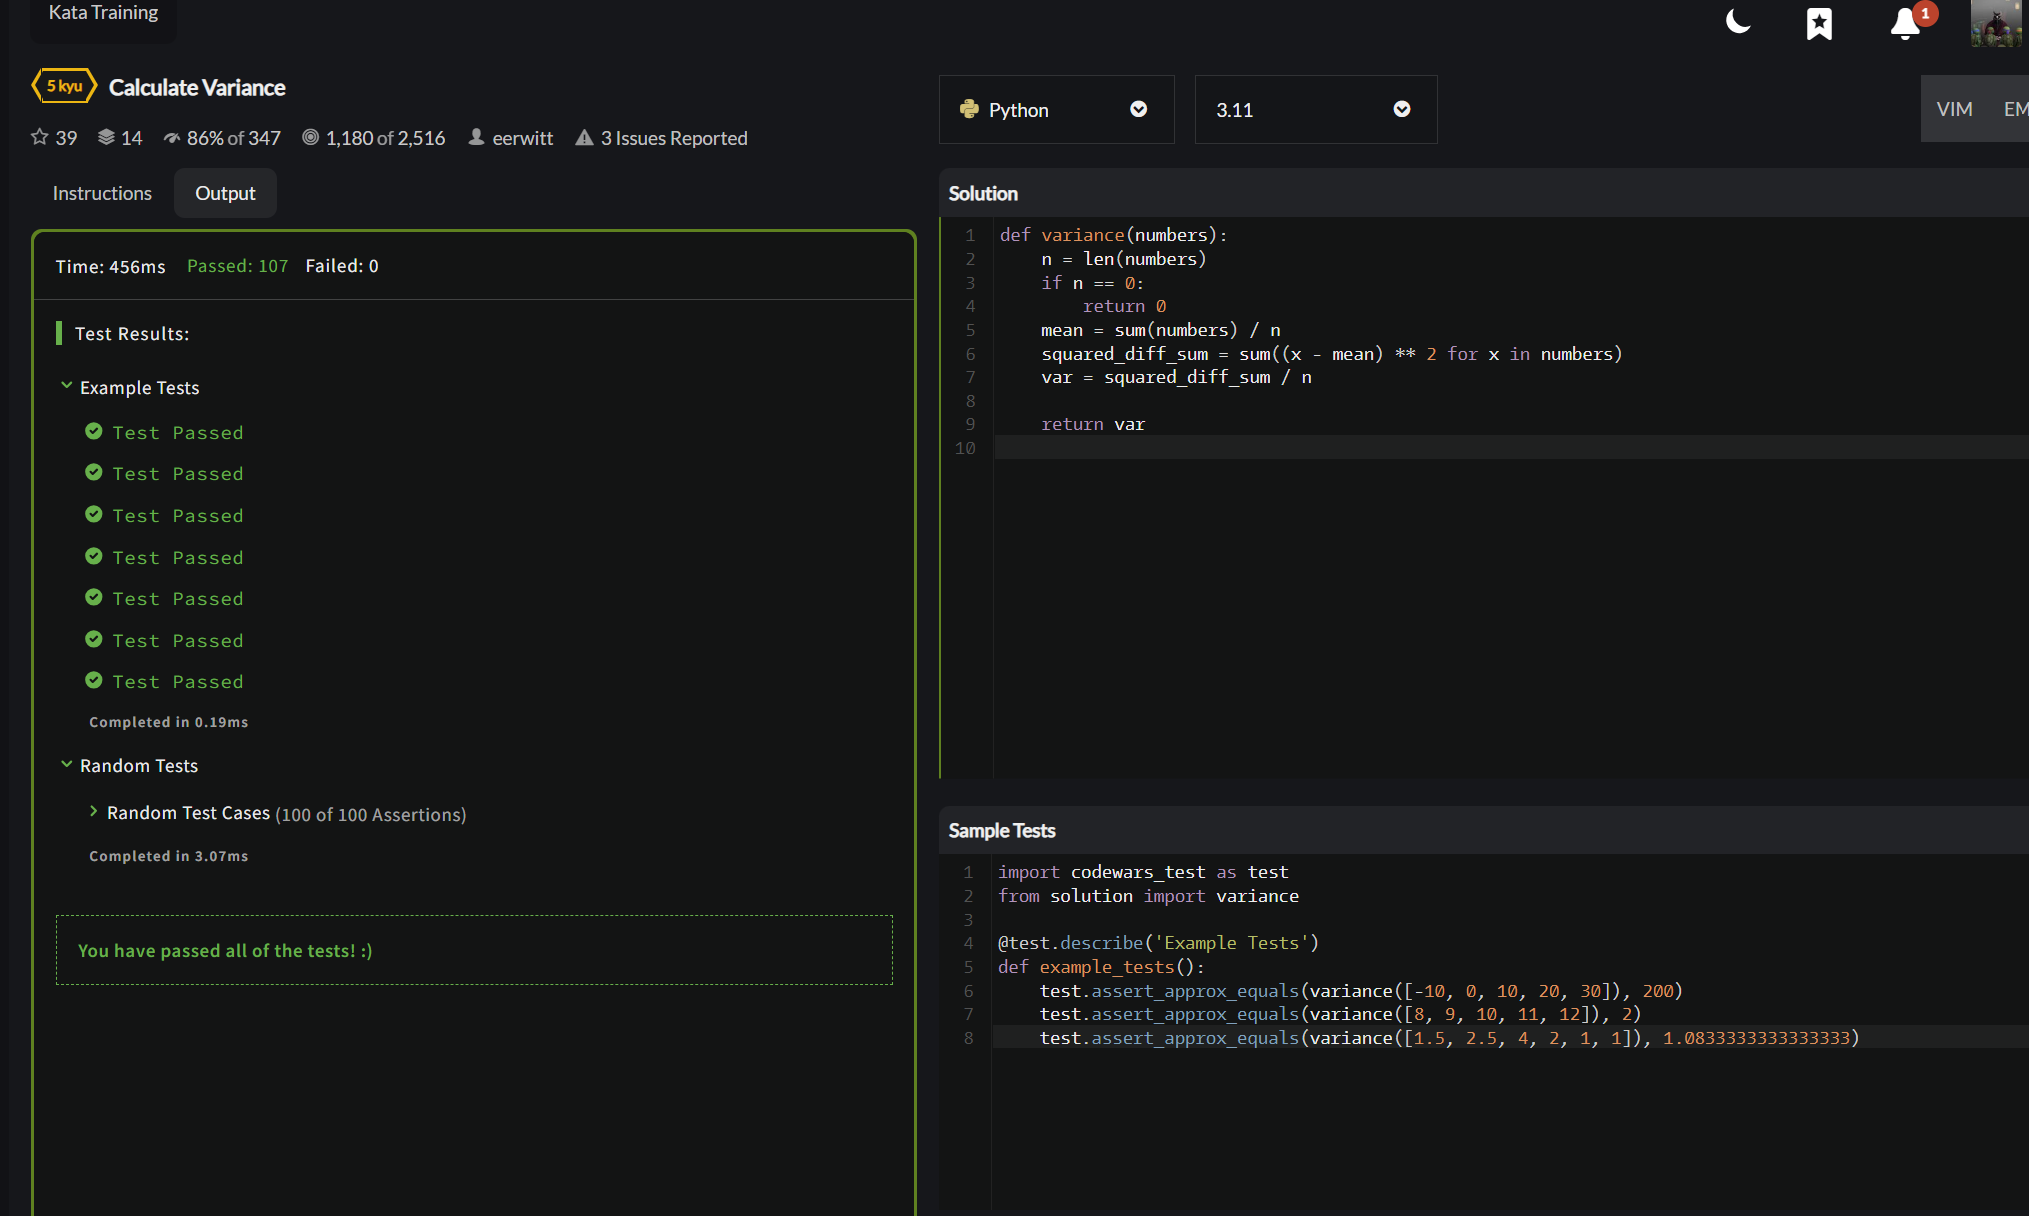 Kata Training
1
5 kyu Calculate Variance
39 14 86% of 347 1,180 of 2,516 eerwitt 3 Issues Reported
Instructions Output
Time: 456ms Passed: 107 Failed: 0
Test Results:
Example Tests
Test Passed
Test Passed
Test Passed
Test Passed
Test Passed
Test Passed
Test Passed
Completed in 0.19ms
Random Tests
Random Test Cases (100 of 100 Assertions)
Completed in 3.07ms
You have passed all of the tests! :)
Python 3.11 VIM EM
Solution
1 def variance(numbers):
2     n = len(numbers)
3     if n == 0:
4         return 0
5     mean = sum(numbers) / n
6     squared_diff_sum = sum((x - mean) ** 2 for x in numbers)
7     var = squared_diff_sum / n
8
9     return var
10
Sample Tests
1 import codewars_test as test
2 from solution import variance
3
4 @test.describe('Example Tests')
5 def example_tests():
6     test.assert_approx_equals(variance([-10, 0, 10, 20, 30]), 200)
7     test.assert_approx_equals(variance([8, 9, 10, 11, 12]), 2)
8     test.assert_approx_equals(variance([1.5, 2.5, 4, 2, 1, 1]), 1.0833333333333333)